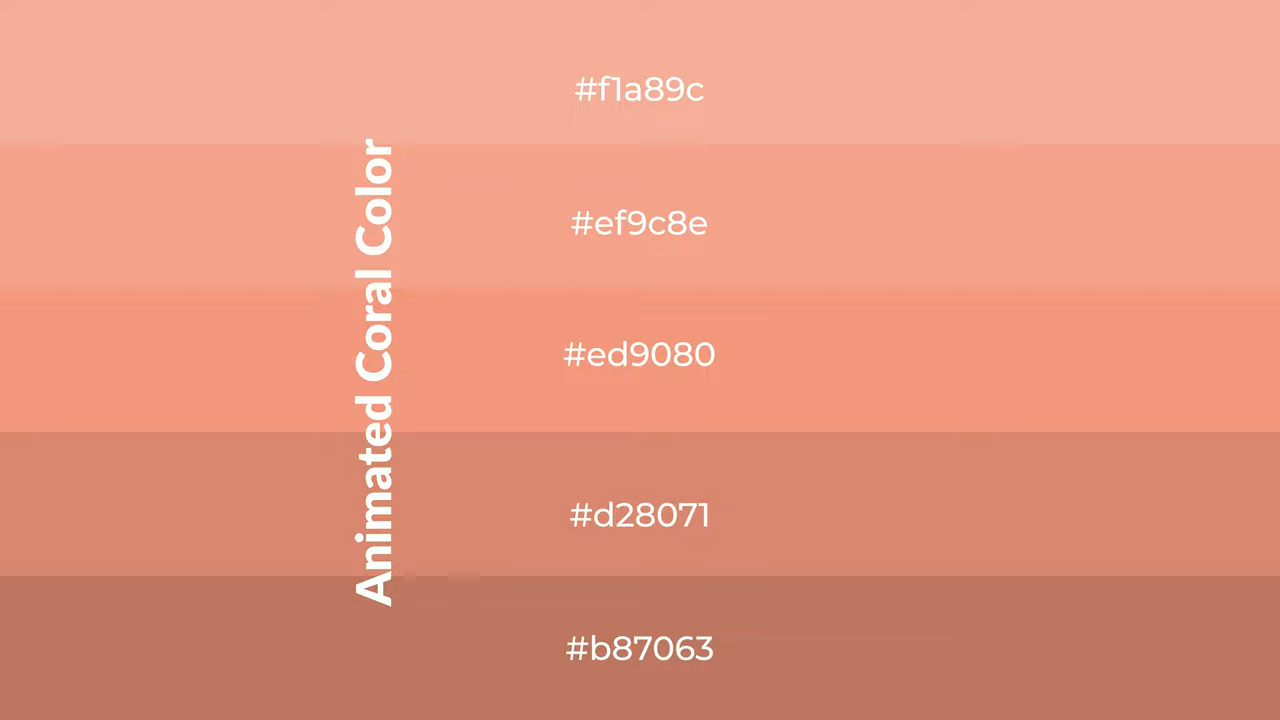 Animated Coral Color
#f1a89c
#ef9c8e
#ed9080
#d28071
#b87063